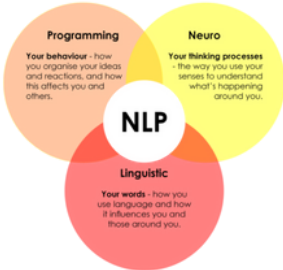 Programming
Your behaviour - how
you organise your ideas
and reactions, and how
this affects you and
others.
Neuro
Your thinking processes
- the way you use your
senses to understand
what's happening
around you.
NLP
Linguistic
Your words - how you
use language and how
it influences you and
those around you.